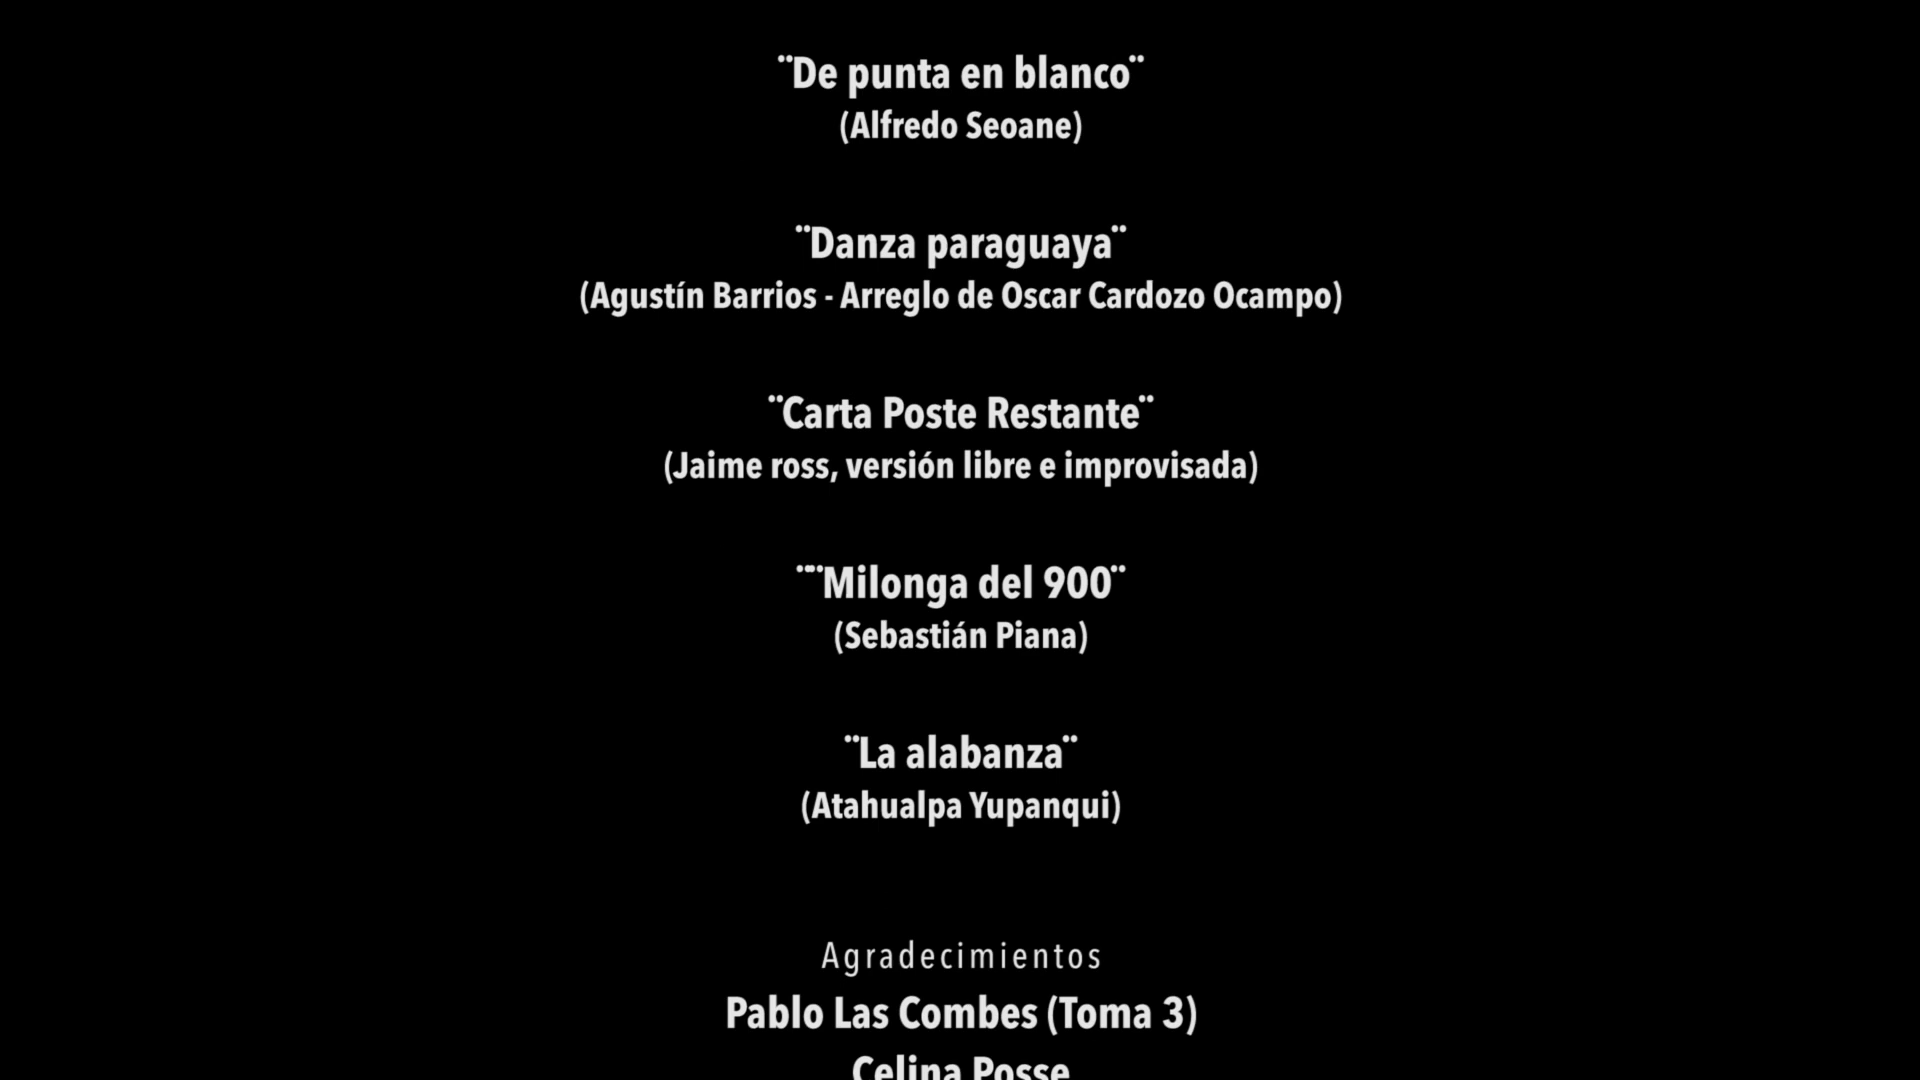 ¨De punta en blanco¨
(Alfredo Seoane)
¨Danza paraguaya¨
(Agustín Barrios - Arreglo de Oscar Cardozo Ocampo)
¨Carta Poste Restante¨
(Jaime ross, versión libre e improvisada)
¨¨Milonga del 900¨
(Sebastián Piana)
¨La alabanza¨
(Atahualpa Yupanqui)
Agradecimientos
Pablo Las Combes (Toma 3)
Celina Posse